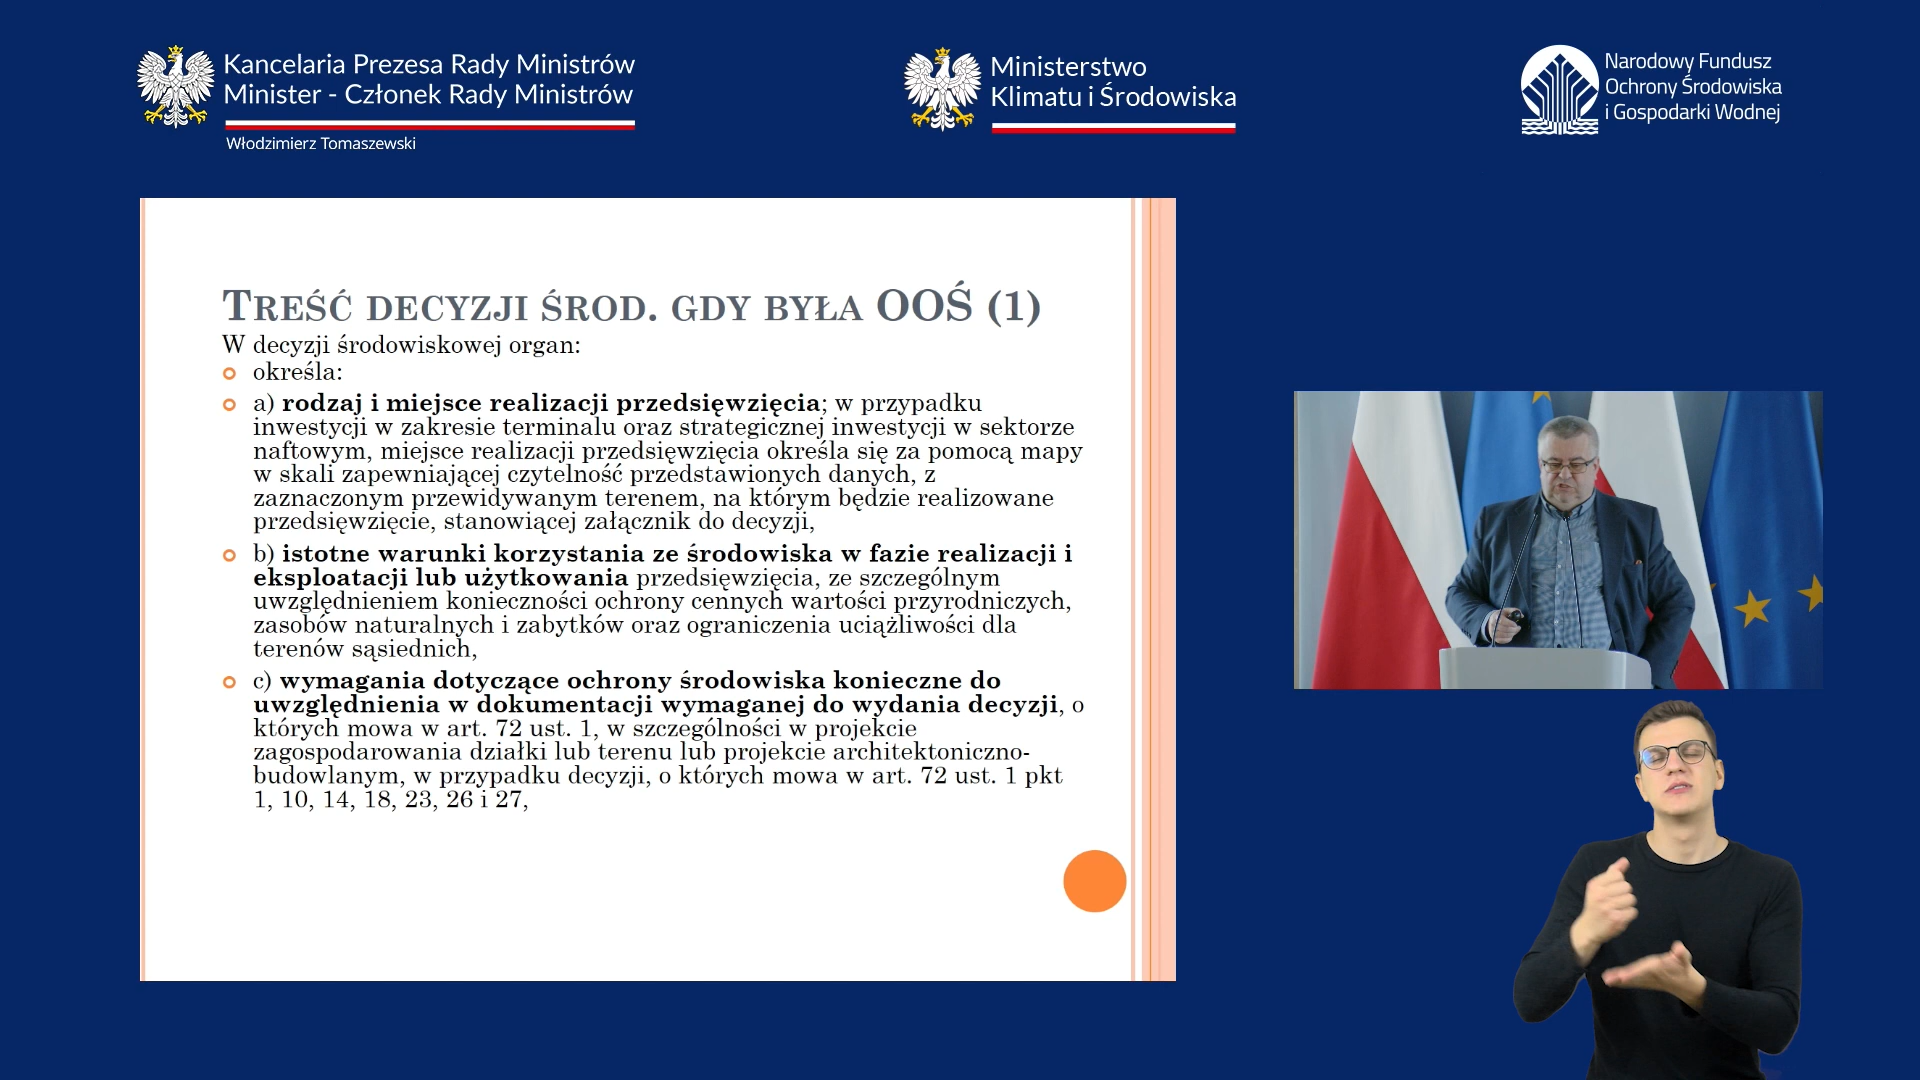 Kancelaria Prezesa Rady Ministrów
Minister - Członek Rady Ministrów
Włodzimierz Tomaszewski
Ministerstwo
Klimatu i Środowiska
Narodowy Fundusz
Ochrony Środowiska
i Gospodarki Wodnej
TREŚĆ DECYZJI ŚROD. GDY BYŁA OOŚ (1)
W decyzji środowiskowej organ:
określa:
a) rodzaj i miejsce realizacji przedsięwzięcia; w przypadku
inwestycji w zakresie terminalu oraz strategicznej inwestycji w sektorze
naftowym, miejsce realizacji przedsięwzięcia określa się za pomocą mapy
w skali zapewniającej czytelność przedstawionych danych, z
zaznaczonym przewidywanym terenem, na którym będzie realizowane
przedsięwzięcie, stanowiącej załącznik do decyzji,
b) istotne warunki korzystania ze środowiska w fazie realizacji i
eksploatacji lub użytkowania przedsięwzięcia, ze szczególnym
uwzględnieniem konieczności ochrony cennych wartości przyrodniczych,
zasobów naturalnych i zabytków oraz ograniczenia uciążliwości dla
terenów sąsiednich,
c) wymagania dotyczące ochrony środowiska konieczne do
uwzględnienia w dokumentacji wymaganej do wydania decyzji, o
których mowa w art. 72 ust. 1, w szczególności w projekcie
zagospodarowania działki lub terenu lub projekcie architektoniczno-
budowlanym, w przypadku decyzji, o których mowa w art. 72 ust. 1 pkt
1, 10, 14, 18, 23, 26 i 27,